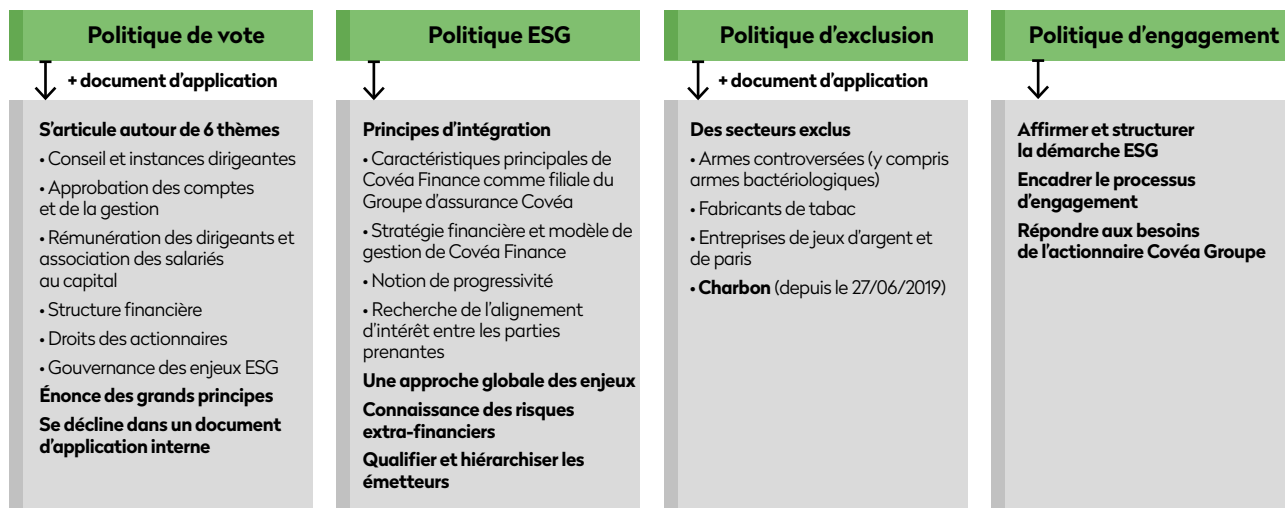 Politique de vote
+ document d'application
S'articule autour de 6 thèmes
• Conseil et instances dirigeantes
• Approbation des comptes
et de la gestion
• Rémunération des dirigeants et
association des salariés
au capital
• Structure financière
• Droits des actionnaires
• Gouvernance des enjeux ESG
Énonce des grands principes
Se décline dans un document
d'application interne
Politique ESG
Principes d'intégration
• Caractéristiques principales de
Covéa Finance comme filiale du
Groupe d'assurance Covéa
• Stratégie financière et modèle de
gestion de Covéa Finance
• Notion de progressivité
• Recherche de l'alignement
d'intérêt entre les parties
prenantes
Une approche globale des enjeux
Connaissance des risques
extra-financiers
Qualifier et hiérarchiser les
émetteurs
Politique d'exclusion
+ document d'application
Des secteurs exclus
• Armes controversées (y compris
armes bactériologiques)
• Fabricants de tabac
• Entreprises de jeux d'argent et
de paris
• Charbon (depuis le 27/06/2019)
Politique d'engagement
Affirmer et structurer
la démarche ESG
Encadrer le processus
d'engagement
Répondre aux besoins
de l'actionnaire Covéa Groupe